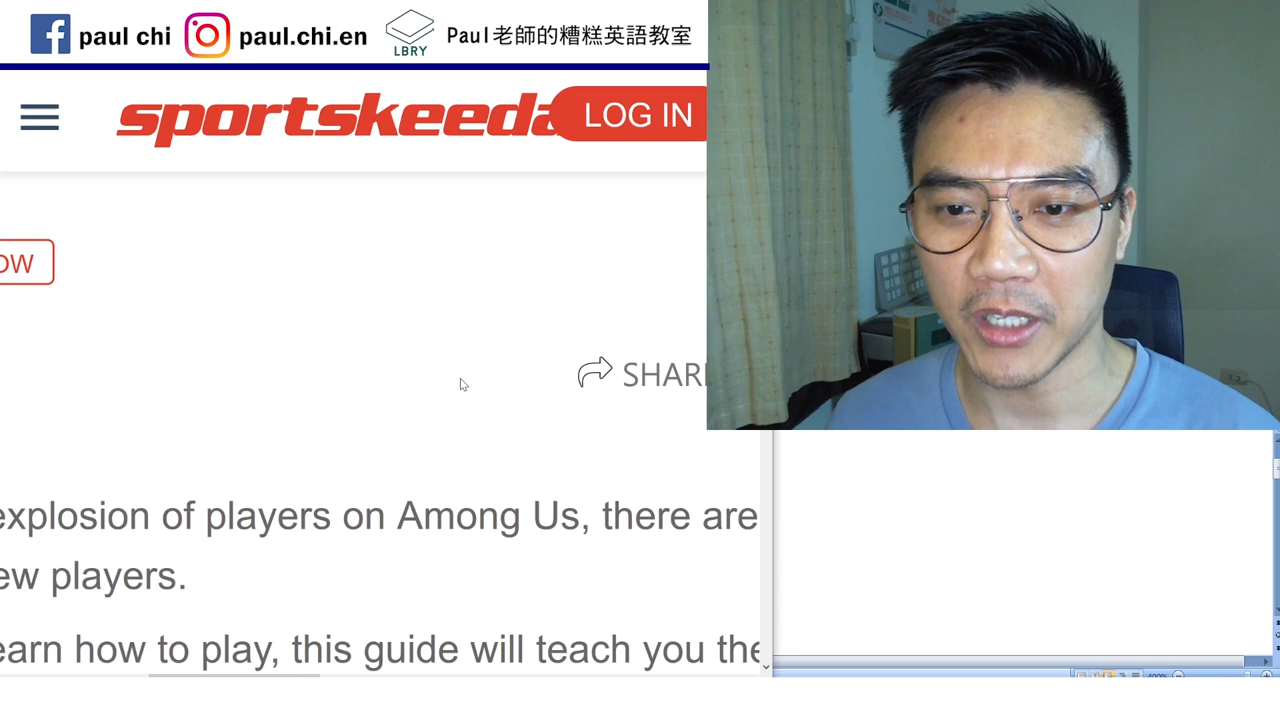 paul chi paul.chi.en LBRY Paul老師的糟糕英語教室
sportskeeda LOG IN
OW
SHAR
explosion of players on Among Us, there are
ew players.
earn how to play, this guide will teach you the